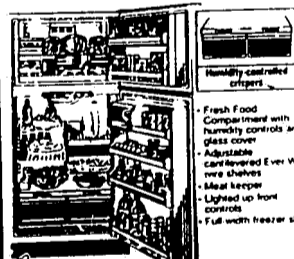 Humidity-controlled
crispers
• Fresh Food
Compartment with
humidity controls
glass cover
• Adjustable
cantilevered Ever
wire shelves
• Meat keeper
• Lighted up front
controls
• Full-width freezer